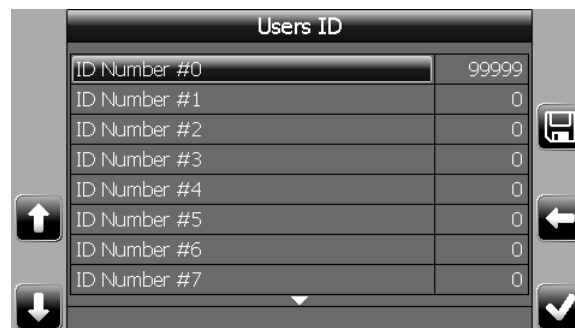 Users ID
ID Number #0 99999
ID Number #1 0
ID Number #2 0
ID Number #3 0
ID Number #4 0
ID Number #5 0
ID Number #6 0
ID Number #7 0